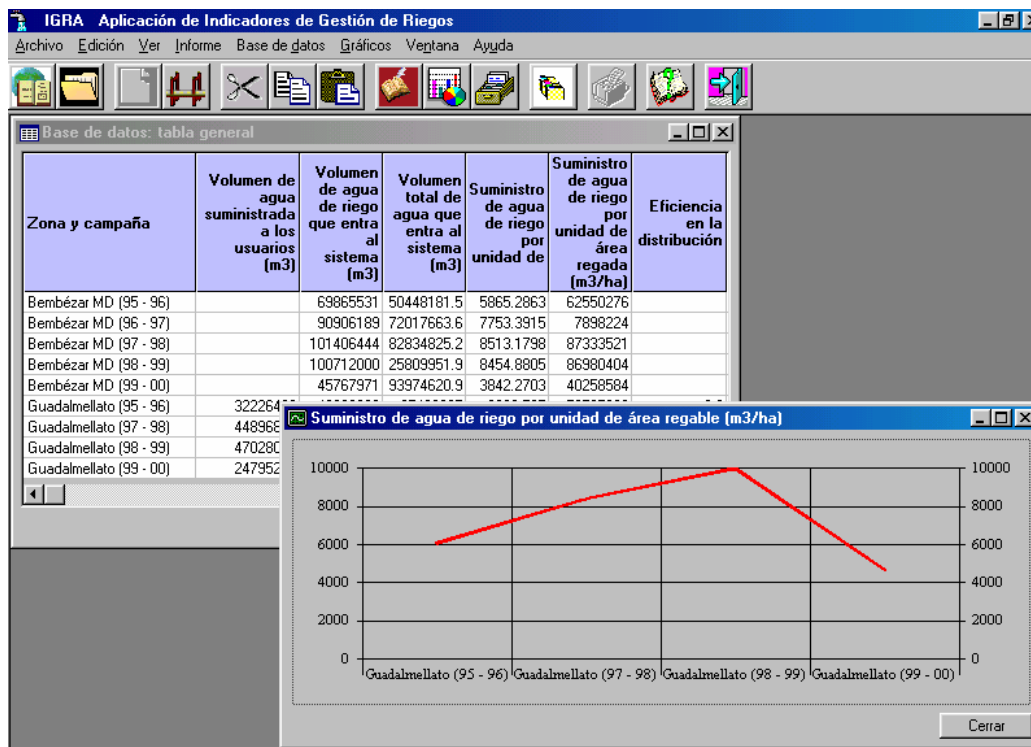 IGRA Aplicación de Indicadores de Gestión de Riegos
Archivo Edición Ver Informe Base de datos Gráficos Ventana Ayuda
Base de datos: tabla general
Zona y campaña
Volumen de agua suministrada a los usuarios (m3)
Volumen de agua de riego que entra al sistema (m3)
Volumen total de agua que entra al sistema (m3)
Suministro de agua de riego por unidad de
Suministro de agua de riego por unidad de área regada (m3/ha)
Eficiencia en la distribución
Bembézar MD (95 - 96) 69865531 50448181.5 5865.2863 62550276
Bembézar MD (96 - 97) 90906189 72017663.6 7753.3915 7898224
Bembézar MD (97 - 98) 101406444 82834825.2 8513.1798 87333521
Bembézar MD (98 - 99) 100712000 25809951.9 8454.8805 86980404
Bembézar MD (99 - 00) 45767971 93974620.9 3842.2703 40258584
Guadalmellato (95 - 96) 32226
Guadalmellato (97 - 98) 44968
Guadalmellato (98 - 99) 47028
Guadalmellato (99 - 00) 247952
Suministro de agua de riego por unidad de área regable (m3/ha)
10000 10000
8000 8000
6000 6000
4000 4000
2000 2000
0 0
Guadalmellato (95 - 96) Guadalmellato (97 - 98) Guadalmellato (98 - 99) Guadalmellato (99 - 00)
Cerrar